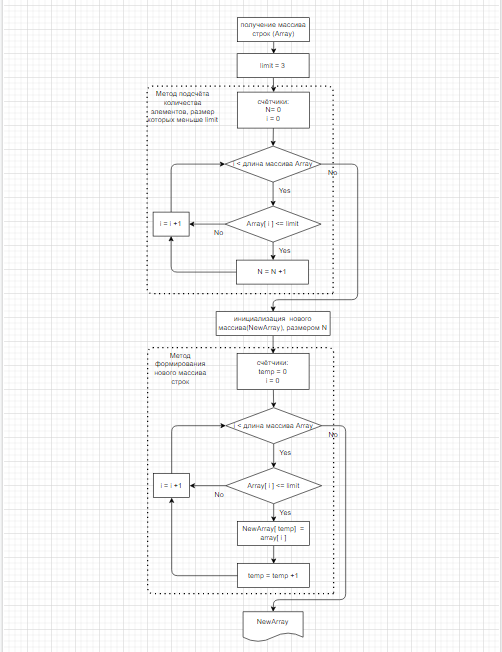 получение массива
строк (Array)
limit = 3
Метод подсчёта
количества
элементов, размер
которых меньше limit
счётчики:
N= 0
i = 0
i < длина массива Array
No
Yes
Array[ i ] <= limit
i = i +1
No
Yes
N = N +1
инициализация нового
массива(NewArray), размером N
Метод
формирования
нового массива
строк
счётчики:
temp = 0
i = 0
i < длина массива Array
No
Yes
Array[ i ] <= limit
i = i +1
No
Yes
NewArray[ temp] =
array[ i ]
temp = temp +1
NewArray